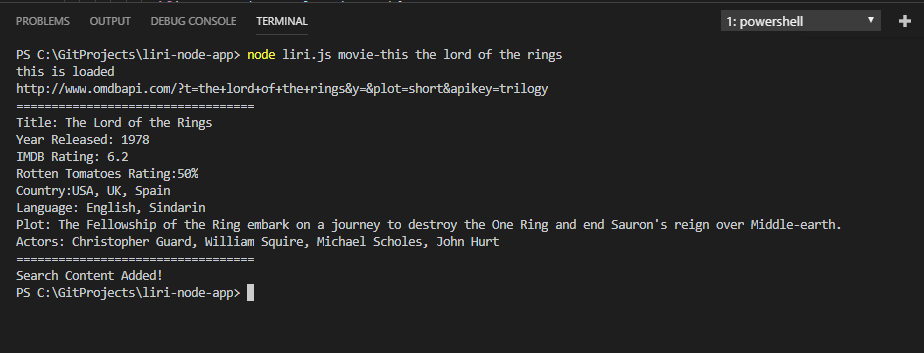 PROBLEMS OUTPUT DEBUG CONSOLE TERMINAL 1: powershell
PS C:\GitProjects\liri-node-app> node liri.js movie-this the lord of the rings
this is loaded
http://www.omdbapi.com/?t=the+lord+of+the+rings&y=&plot=short&apikey=trilogy
==================================
Title: The Lord of the Rings
Year Released: 1978
IMDB Rating: 6.2
Rotten Tomatoes Rating:50%
Country:USA, UK, Spain
Language: English, Sindarin
Plot: The Fellowship of the Ring embark on a journey to destroy the One Ring and end Sauron's reign over Middle-earth.
Actors: Christopher Guard, William Squire, Michael Scholes, John Hurt
==================================
Search Content Added!
PS C:\GitProjects\liri-node-app>